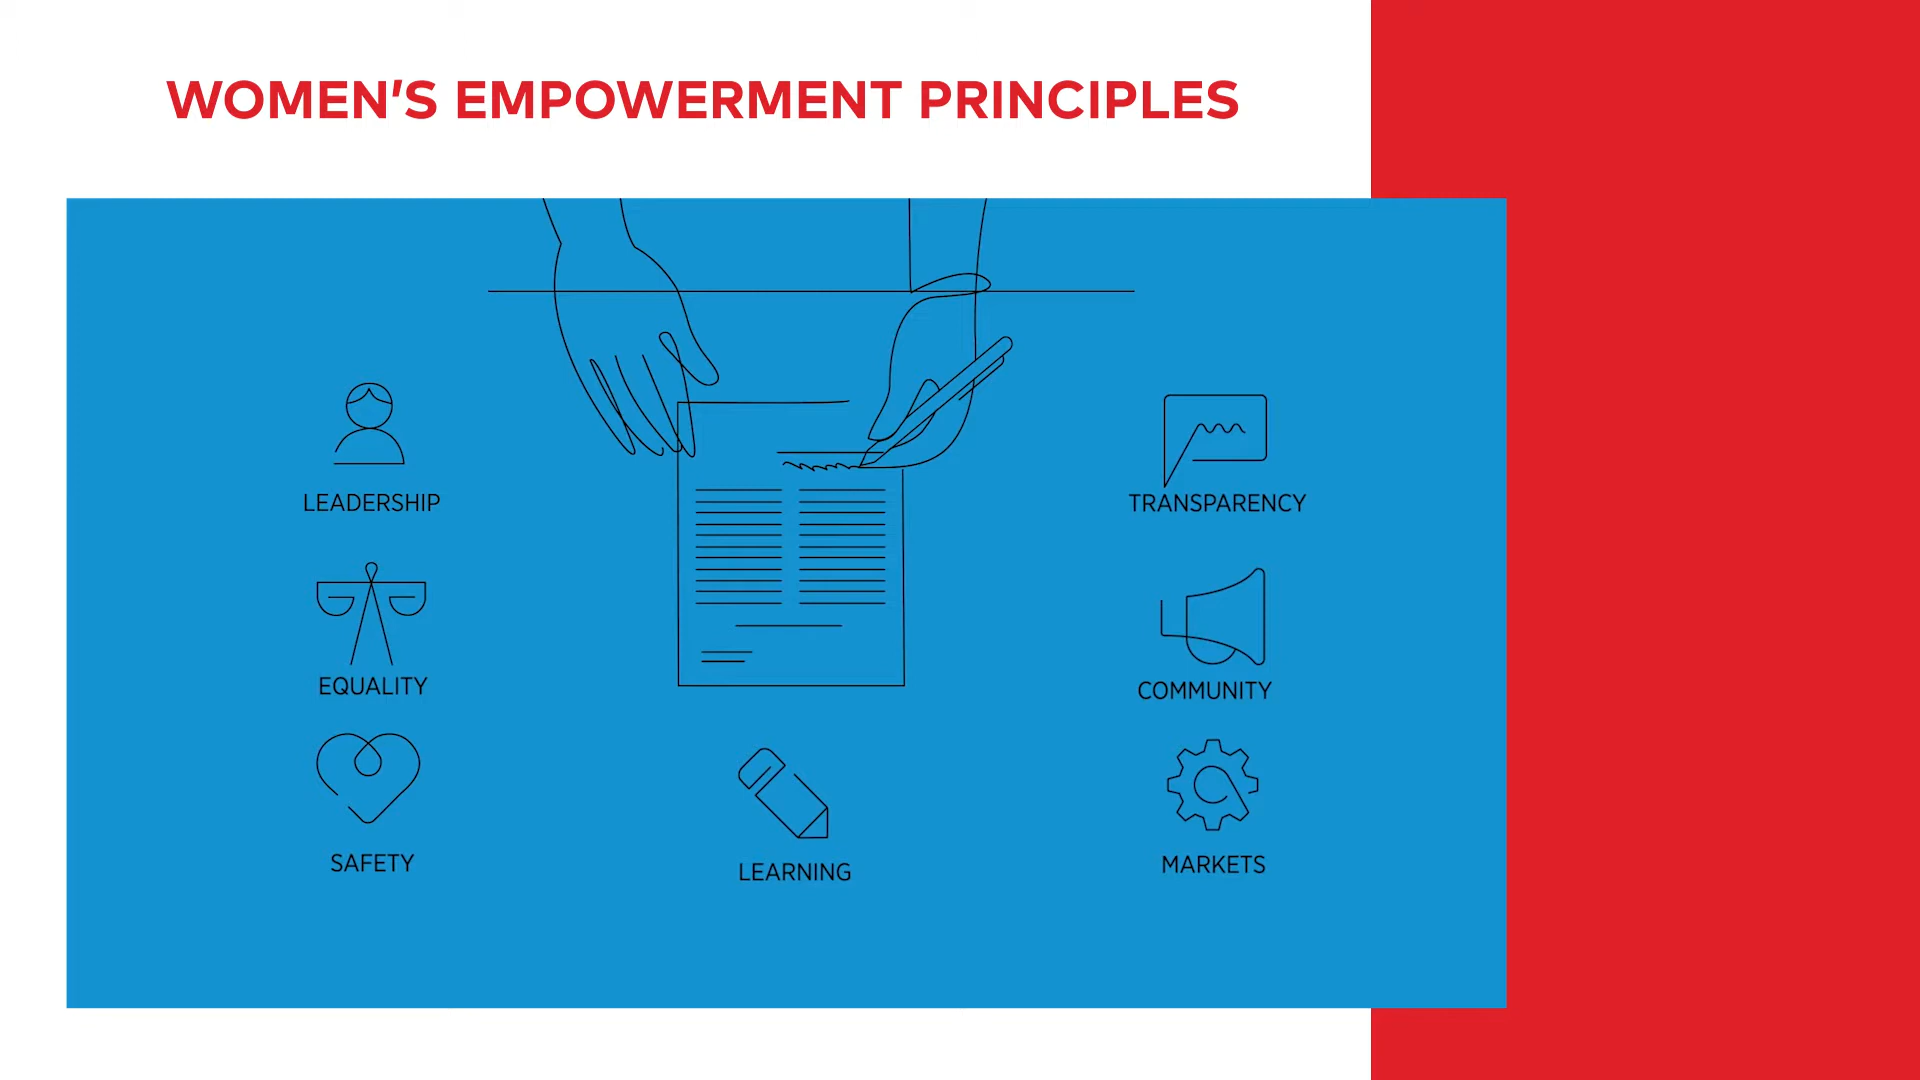 WOMEN'S EMPOWERMENT PRINCIPLES
LEADERSHIP
TRANSPARENCY
EQUALITY
COMMUNITY
SAFETY
LEARNING
MARKETS